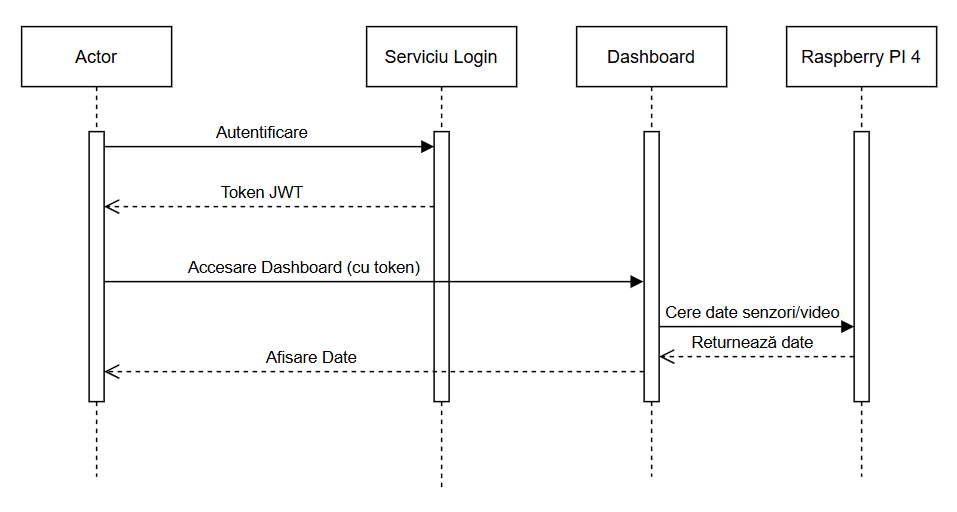 Actor
Serviciu Login
Dashboard
Raspberry PI 4
Autentificare
Token JWT
Accesare Dashboard (cu token)
Cere date senzori/video
Returnează date
Afisare Date